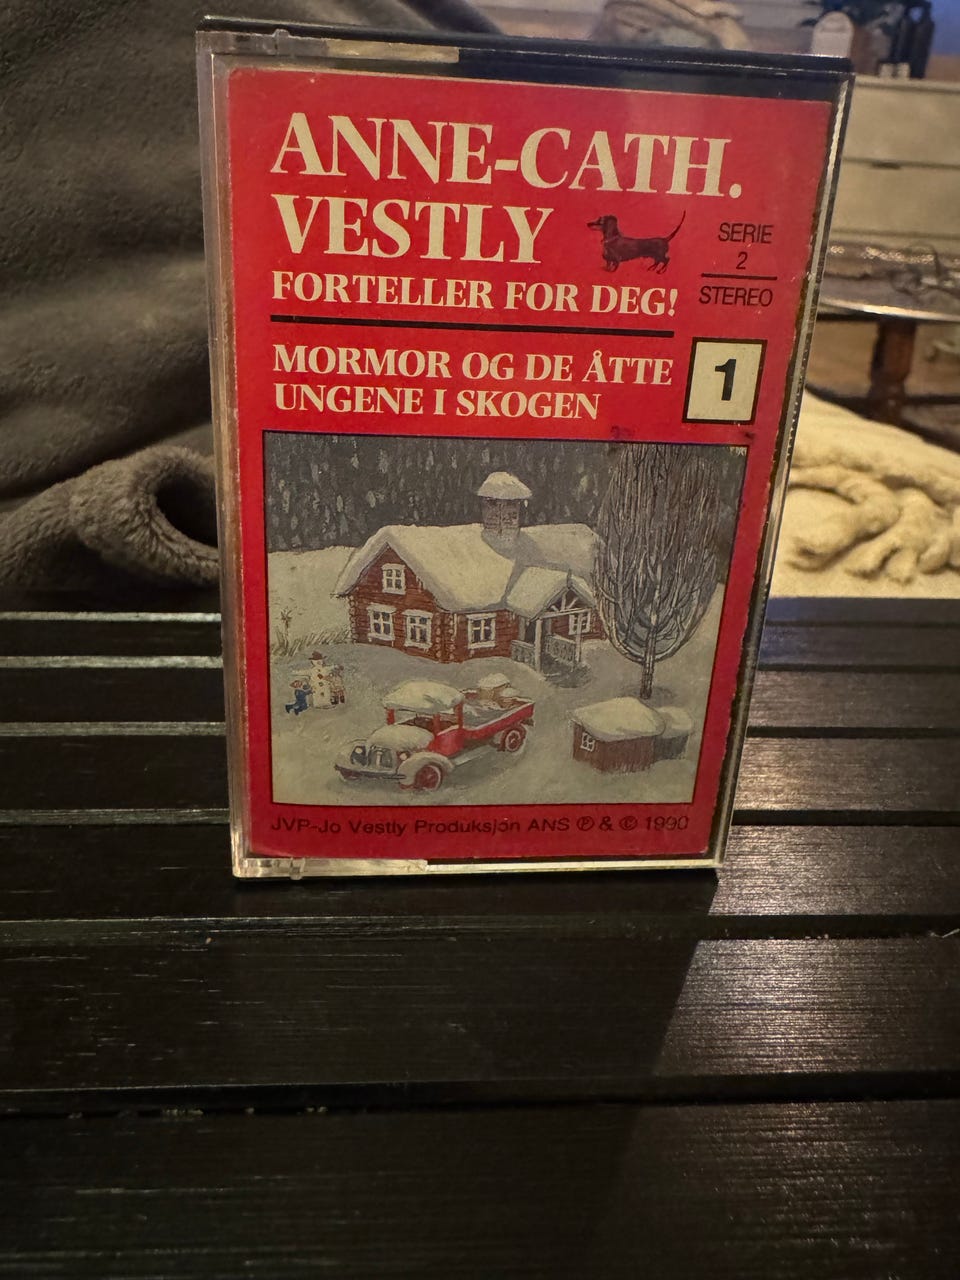 ANNE-CATH.
VESTLY
SERIE
2
STEREO
FORTELLER FOR DEG!
MORMOR OG DE ÅTTE
UNGENE I SKOGEN
1
JVP-Jo Vestly Produksjon ANS ℗ & © 1990